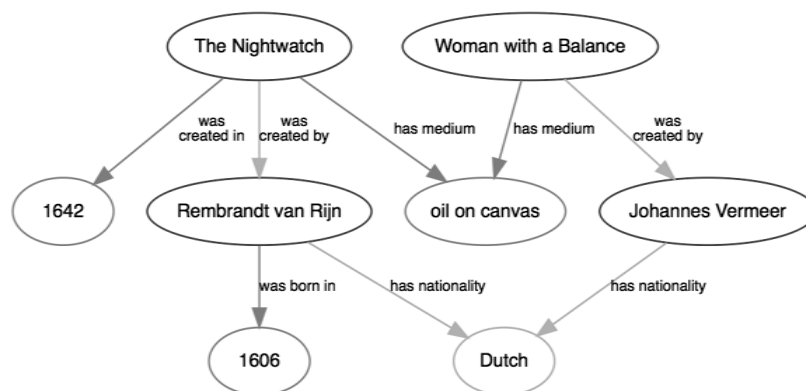 The Nightwatch
Woman with a Balance
was
created in
was
created by
has medium
has medium
was
created by
1642
Rembrandt van Rijn
oil on canvas
Johannes Vermeer
was born in
has nationality
has nationality
1606
Dutch